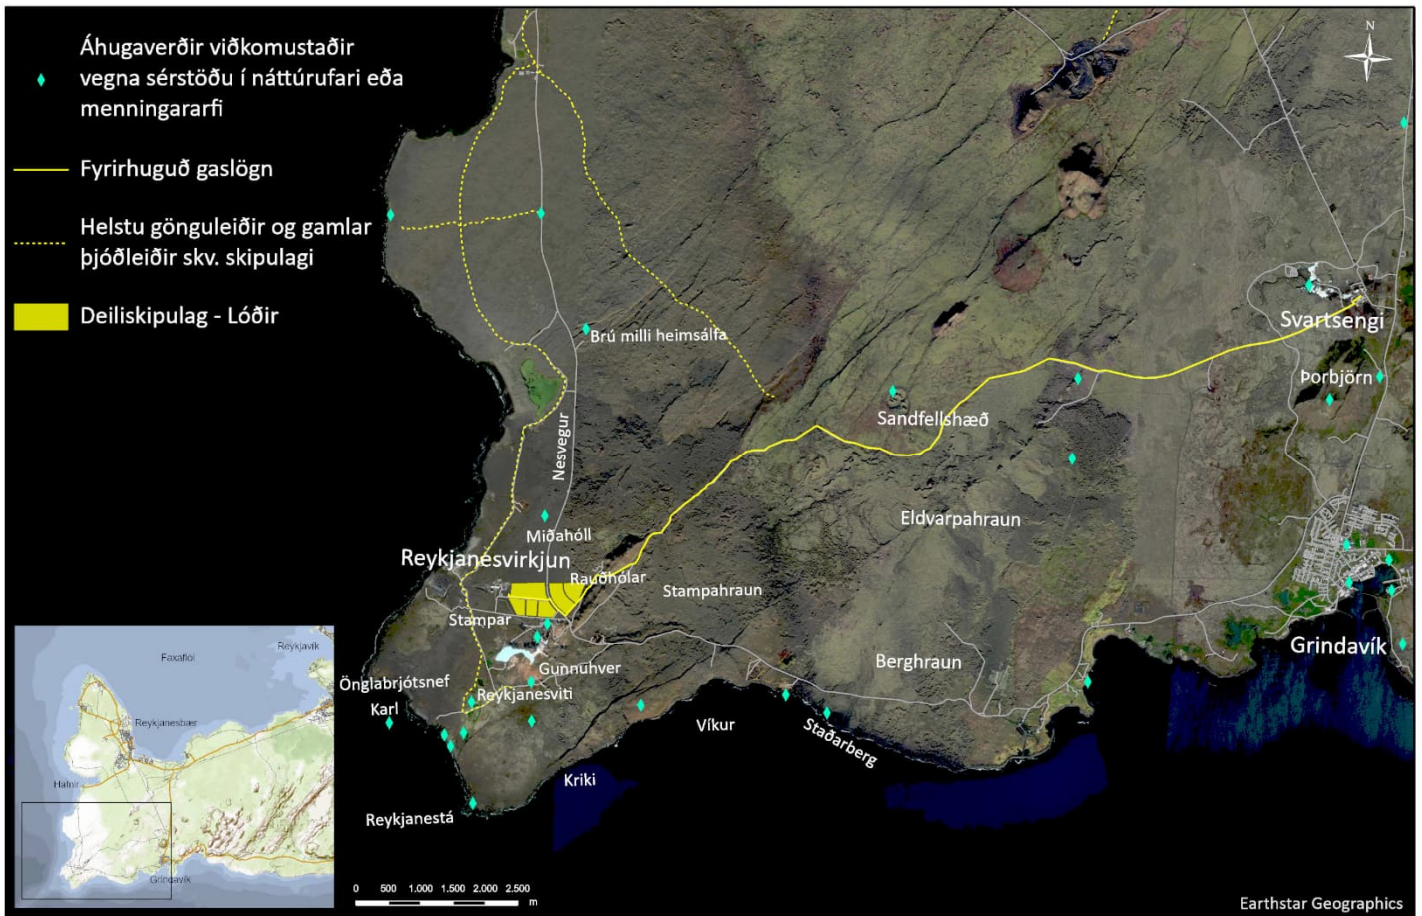 Áhugaverðir viðkomustaðir
vegna sérstöðu í náttúrufari eða
menningararfi
Fyrirhuguð gaslögn
Helstu gönguleiðir og gamlar
þjóðleiðir skv. skipulagi
Deiliskipulag - Lóðir
N
Brú milli heimsálfa
Svartsengi
Þorbjörn
Sandfellshæð
Nesvegur
Eldvarpahraun
Miðahóll
Reykjanesvirkjun
Rauðhólar
Stampahraun
Stampar
Gunnuhver
Berghraun
Grindavík
Önglabrjótsnef
Reykjanesviti
Karl
Víkur
Staðarberg
Kriki
Reykjanestá
Faxaflói
Reykjavík
Reykjanesbær
Hafnir
Grindavík
0 500 1.000 1.500 2.000 2.500
m
Earthstar Geographics